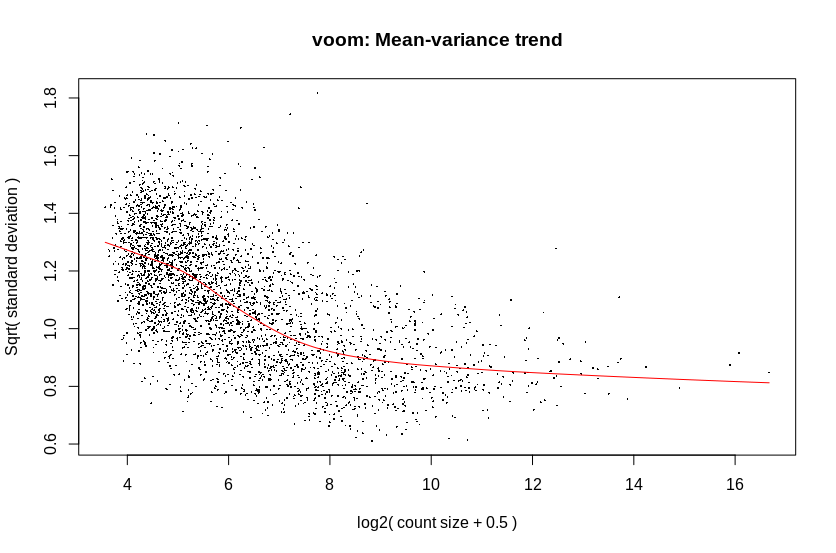 voom: Mean-variance trend
Sqrt( standard deviation )
1.8
1.6
1.4
1.2
1.0
0.8
0.6
4 6 8 10 12 14 16
log2( count size + 0.5 )